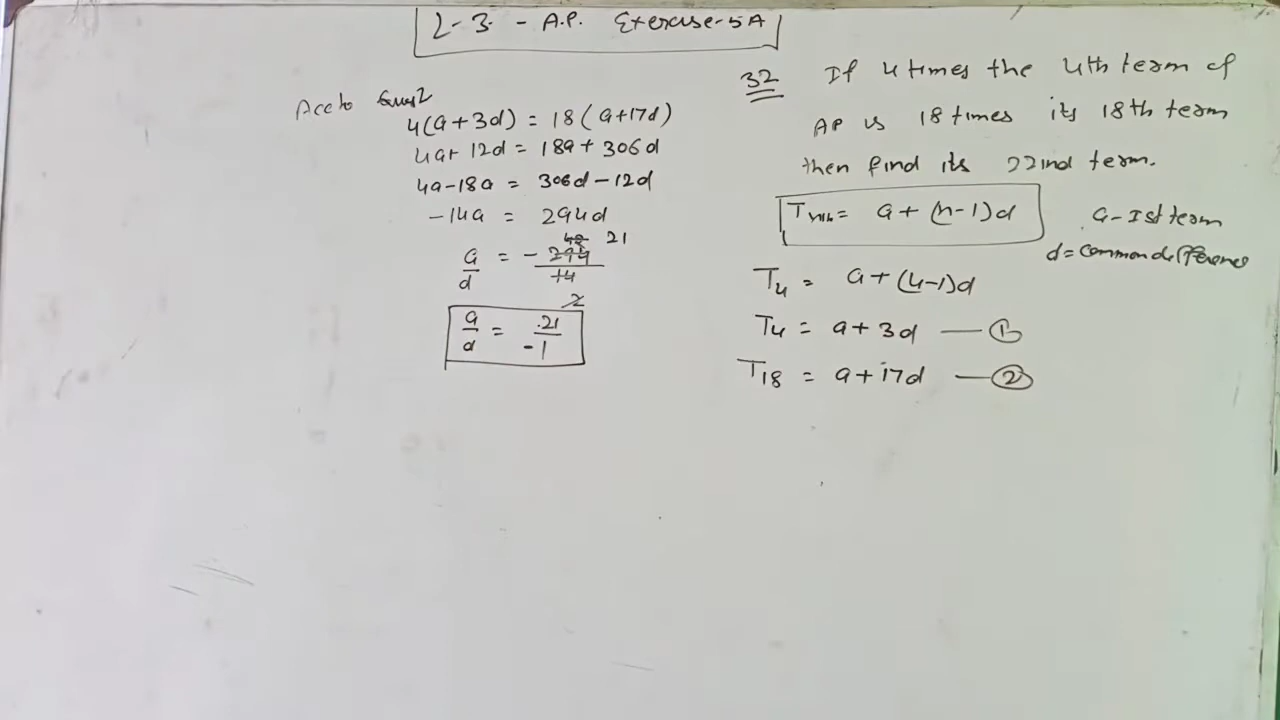 L-3 - A.P. Exercise-5A
32 If 4 times the 4th term of
AP is 18 times its 18th term
then find its 22nd term.
Tnth = a + (n-1)d
a - Ist term
d = common difference
T4 = a + (4-1)d
T4 = a + 3d — ①
T18 = a + 17d — ②
Acc to
4(a + 3d) = 18(a + 17d)
4a + 12d = 18a + 306d
4a - 18a = 306d - 12d
-14a = 294d
21
a/d = - 294/14
2
a/d = 21/-1